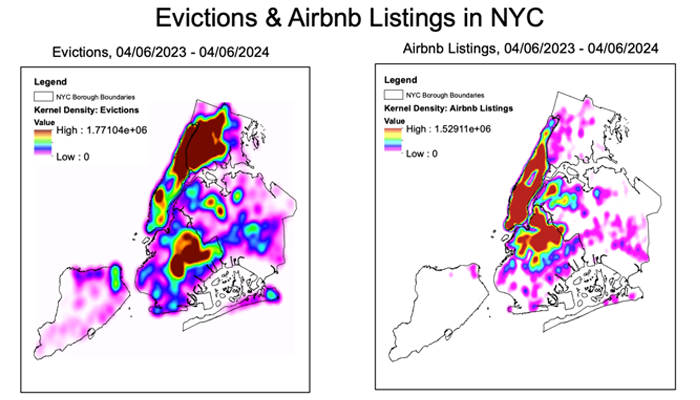 Evictions & Airbnb Listings in NYC
Evictions, 04/06/2023 - 04/06/2024
Legend
NYC Borough Boundaries
Kernel Density: Evictions
Value
High : 1.77104e+06
Low : 0
Airbnb Listings, 04/06/2023 - 04/06/2024
Legend
NYC Borough Boundaries
Kernel Density: Airbnb Listings
Value
High : 1.52911e+06
Low : 0